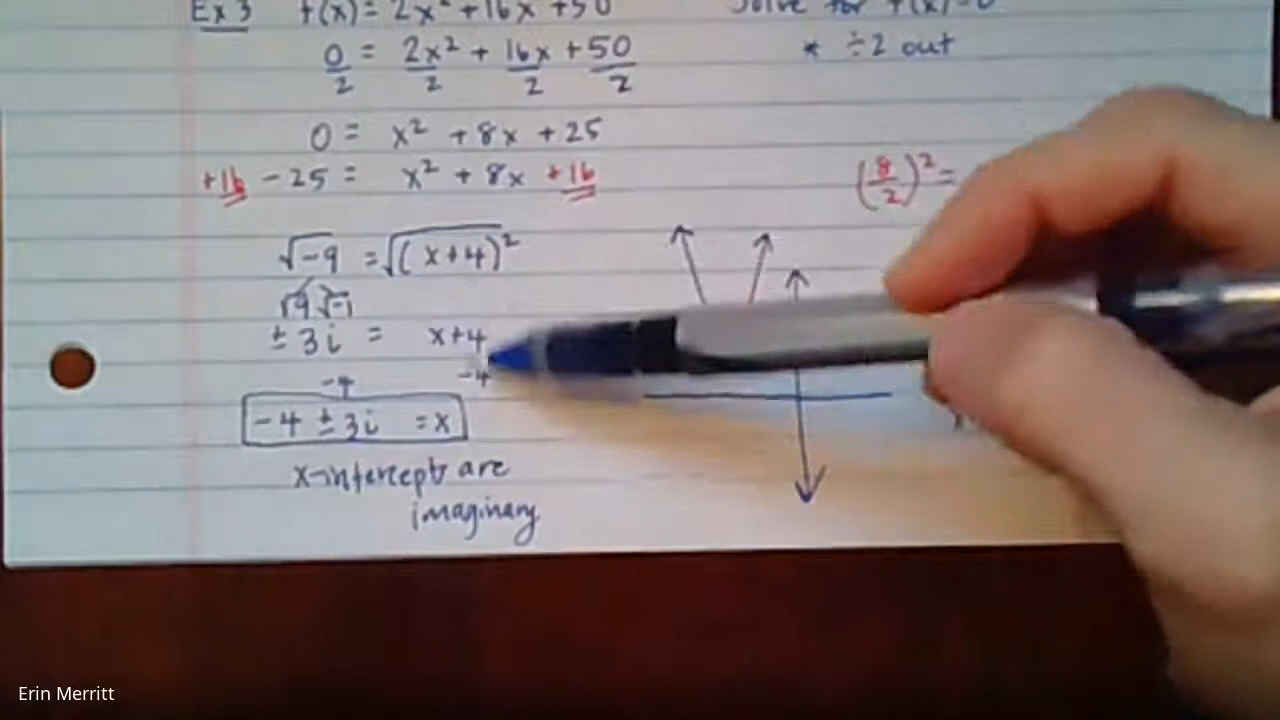 Ex 3 f(x) = 2x² + 16x + 50 Solve for f(x)=0
0/2 = 2x²/2 + 16x/2 + 50/2 * ÷2 out
0 = x² + 8x + 25
+16 - 25 = x² + 8x +16 (8/2)² =
√-9 = √(x+4)²
√9 √-1
± 3i = x+4
-4 -4
-4 ± 3i = x
x-intercepts are
imaginary
Erin Merritt